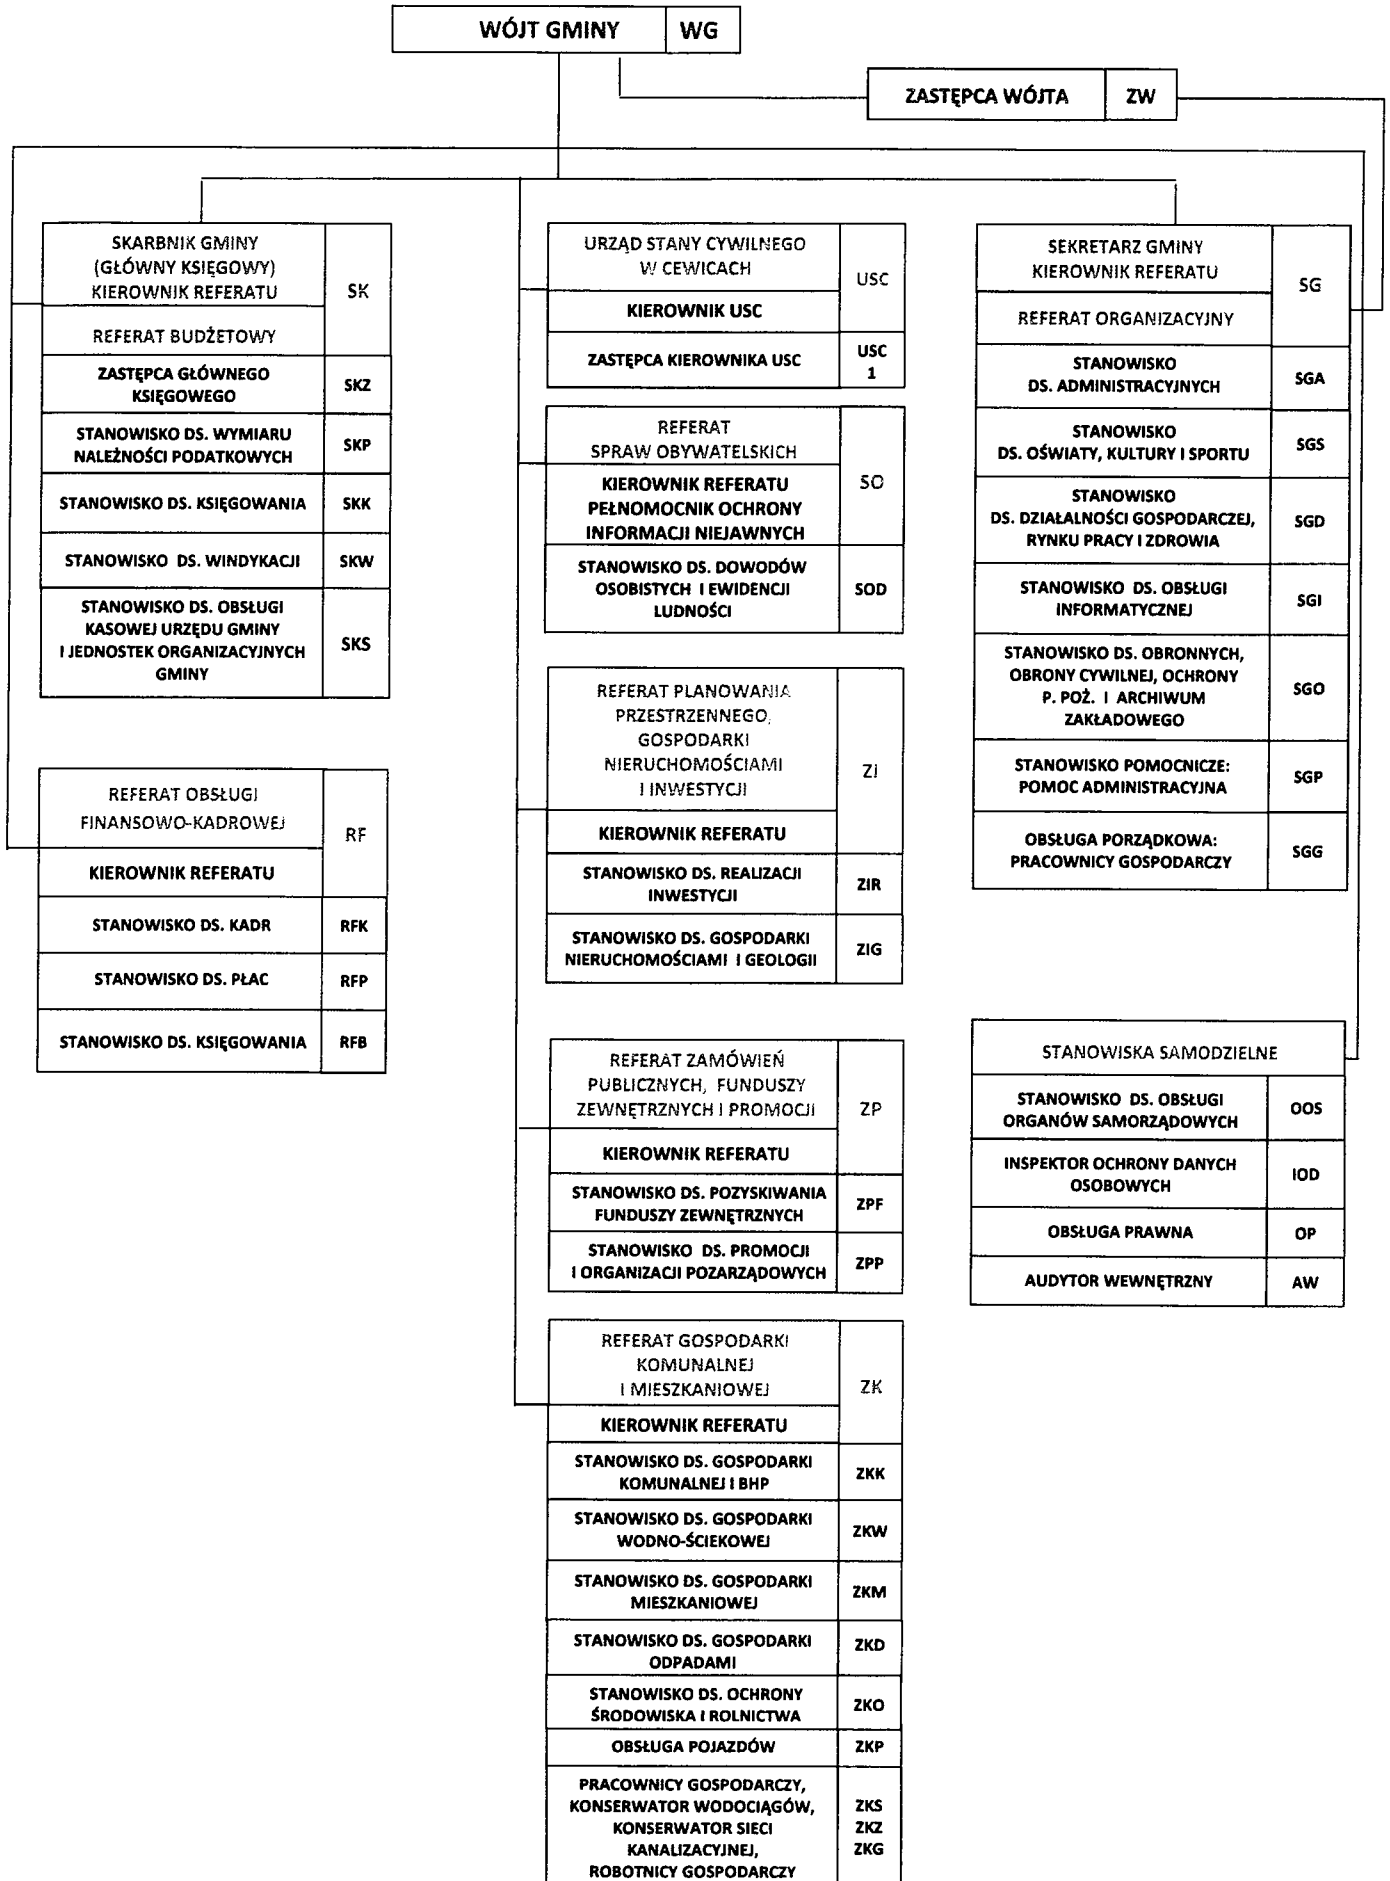 WÓJT GMINY WG
ZASTĘPCA WÓJTA ZW
SKARBNIK GMINY
(GŁÓWNY KSIĘGOWY)
KIEROWNIK REFERATU
SK
REFERAT BUDŻETOWY
ZASTĘPCA GŁÓWNEGO
KSIĘGOWEGO
SKZ
STANOWISKO DS. WYMIARU
NALEŻNOŚCI PODATKOWYCH
SKP
STANOWISKO DS. KSIĘGOWANIA SKK
STANOWISKO DS. WINDYKACJI SKW
STANOWISKO DS. OBSŁUGI
KASOWEJ URZĘDU GMINY
I JEDNOSTEK ORGANIZACYJNYCH
GMINY
SKS
REFERAT OBSŁUGI
FINANSOWO-KADROWEJ
RF
KIEROWNIK REFERATU
STANOWISKO DS. KADR RFK
STANOWISKO DS. PŁAC RFP
STANOWISKO DS. KSIĘGOWANIA RFB
URZĄD STANY CYWILNEGO
W CEWICACH
USC
KIEROWNIK USC
ZASTĘPCA KIEROWNIKA USC
USC
1
REFERAT
SPRAW OBYWATELSKICH
SO
KIEROWNIK REFERATU
PEŁNOMOCNIK OCHRONY
INFORMACJI NIEJAWNYCH
STANOWISKO DS. DOWODÓW
OSOBISTYCH I EWIDENCJI
LUDNOŚCI
SOD
REFERAT PLANOWANIA
PRZESTRZENNEGO,
GOSPODARKI
NIERUCHOMOŚCIAMI
I INWESTYCJI
ZI
KIEROWNIK REFERATU
STANOWISKO DS. REALIZACJI
INWESTYCJI
ZIR
STANOWISKO DS. GOSPODARKI
NIERUCHOMOŚCIAMI I GEOLOGII
ZIG
REFERAT ZAMÓWIEŃ
PUBLICZNYCH, FUNDUSZY
ZEWNĘTRZNYCH I PROMOCJI
ZP
KIEROWNIK REFERATU
STANOWISKO DS. POZYSKIWANIA
FUNDUSZY ZEWNĘTRZNYCH
ZPF
STANOWISKO DS. PROMOCJI
I ORGANIZACJI POZARZĄDOWYCH
ZPP
REFERAT GOSPODARKI
KOMUNALNEJ
I MIESZKANIOWEJ
ZK
KIEROWNIK REFERATU
STANOWISKO DS. GOSPODARKI
KOMUNALNEJ I BHP
ZKK
STANOWISKO DS. GOSPODARKI
WODNO-ŚCIEKOWEJ
ZKW
STANOWISKO DS. GOSPODARKI
MIESZKANIOWEJ
ZKM
STANOWISKO DS. GOSPODARKI
ODPADAMI
ZKD
STANOWISKO DS. OCHRONY
ŚRODOWISKA I ROLNICTWA
ZKO
OBSŁUGA POJAZDÓW ZKP
PRACOWNICY GOSPODARCZY,
KONSERWATOR WODOCIĄGÓW,
KONSERWATOR SIECI
KANALIZACYJNEJ,
ROBOTNICY GOSPODARCZY
ZKS
ZKZ
ZKG
SEKRETARZ GMINY
KIEROWNIK REFERATU
SG
REFERAT ORGANIZACYJNY
STANOWISKO
DS. ADMINISTRACYJNYCH
SGA
STANOWISKO
DS. OŚWIATY, KULTURY I SPORTU
SGS
STANOWISKO
DS. DZIAŁALNOŚCI GOSPODARCZEJ,
RYNKU PRACY I ZDROWIA
SGD
STANOWISKO DS. OBSŁUGI
INFORMATYCZNEJ
SGI
STANOWISKO DS. OBRONNYCH,
OBRONY CYWILNEJ, OCHRONY
P. POŻ. I ARCHIWUM
ZAKŁADOWEGO
SGO
STANOWISKO POMOCNICZE:
POMOC ADMINISTRACYJNA
SGP
OBSŁUGA PORZĄDKOWA:
PRACOWNICY GOSPODARCZY
SGG
STANOWISKA SAMODZIELNE
STANOWISKO DS. OBSŁUGI
ORGANÓW SAMORZĄDOWYCH
OOS
INSPEKTOR OCHRONY DANYCH
OSOBOWYCH
IOD
OBSŁUGA PRAWNA OP
AUDYTOR WEWNĘTRZNY AW